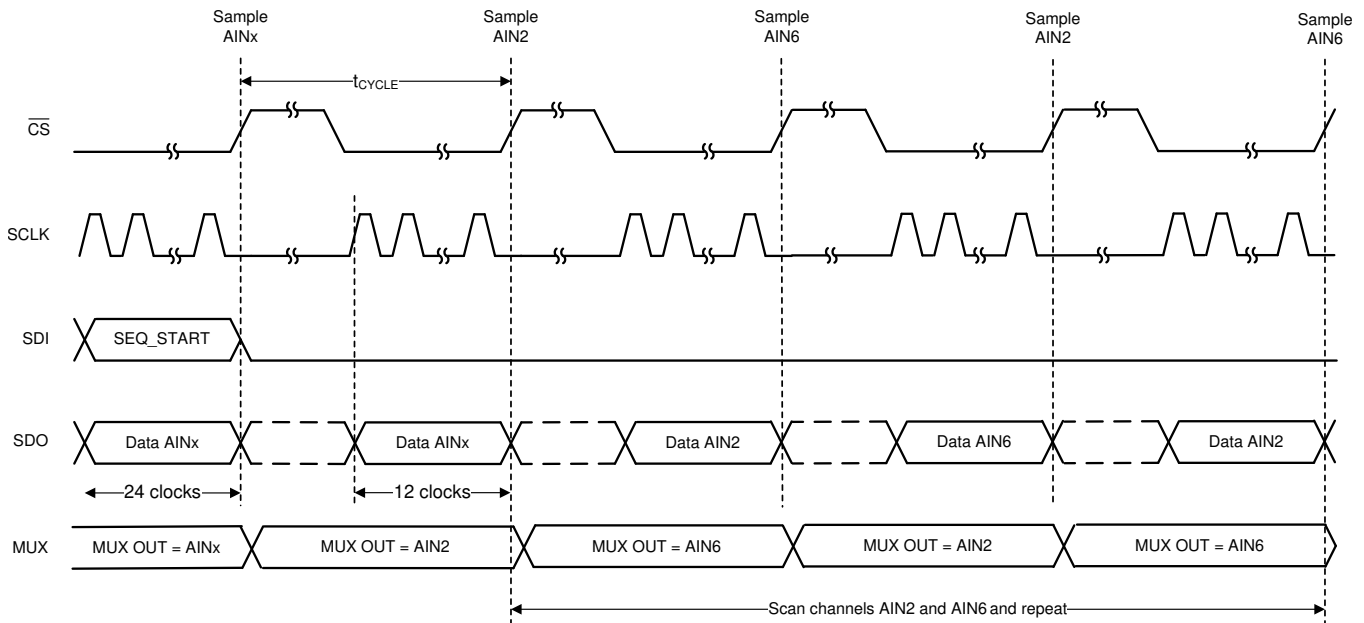 Sample
AINx
Sample
AIN2
Sample
AIN6
Sample
AIN2
Sample
AIN6
tCYCLE
CS
SCLK
SDI
SEQ_START
SDO
Data AINx
Data AINx
Data AIN2
Data AIN6
Data AIN2
24 clocks
12 clocks
MUX
MUX OUT = AINx
MUX OUT = AIN2
MUX OUT = AIN6
MUX OUT = AIN2
MUX OUT = AIN6
Scan channels AIN2 and AIN6 and repeat